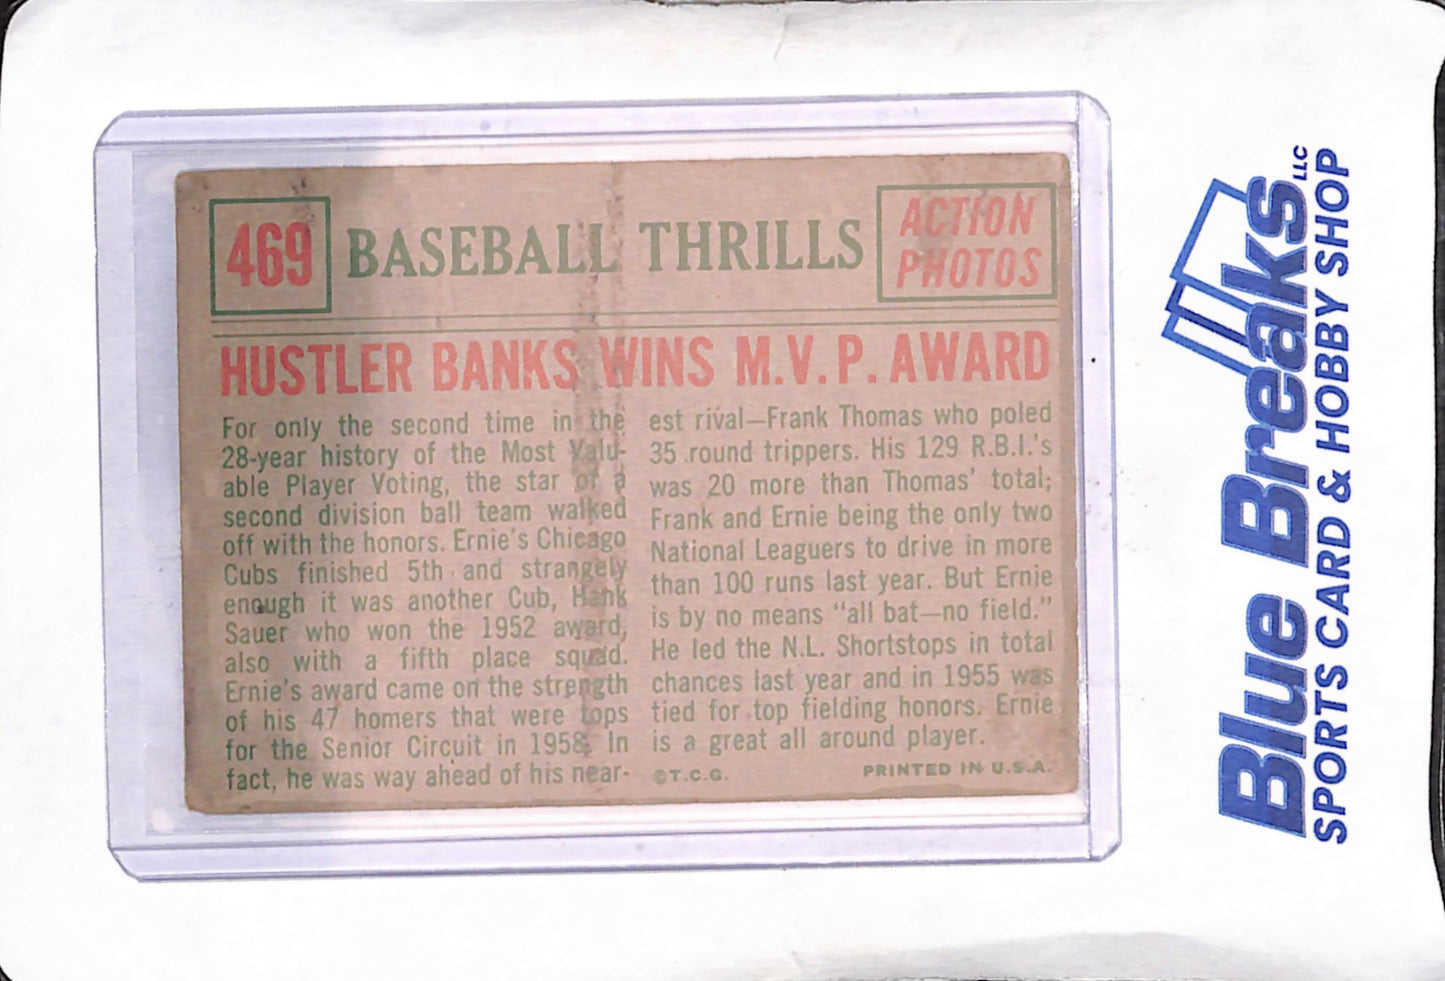 469
BASEBALL THRILLS
ACTION
PHOTOS
HUSTLER BANKS WINS M.V.P. AWARD
For only the second time in the
28-year history of the Most Valu-
able Player Voting, the star of a
second division ball team walked
off with the honors. Ernie's Chicago
Cubs finished 5th and strangely
enough it was another Cub, Hank
Sauer who won the 1952 award,
also with a fifth place squad.
Ernie's award came on the strength
of his 47 homers that were tops
for the Senior Circuit in 1958. In
fact, he was way ahead of his near-
est rival—Frank Thomas who poled
35 round trippers. His 129 R.B.I.'s
was 20 more than Thomas' total;
Frank and Ernie being the only two
National Leaguers to drive in more
than 100 runs last year. But Ernie
is by no means "all bat—no field."
He led the N.L. Shortstops in total
chances last year and in 1955 was
tied for top fielding honors. Ernie
is a great all around player.
©T.C.G.
PRINTED IN U.S.A.
Blue Breaks LLC
SPORTS CARD & HOBBY SHOP